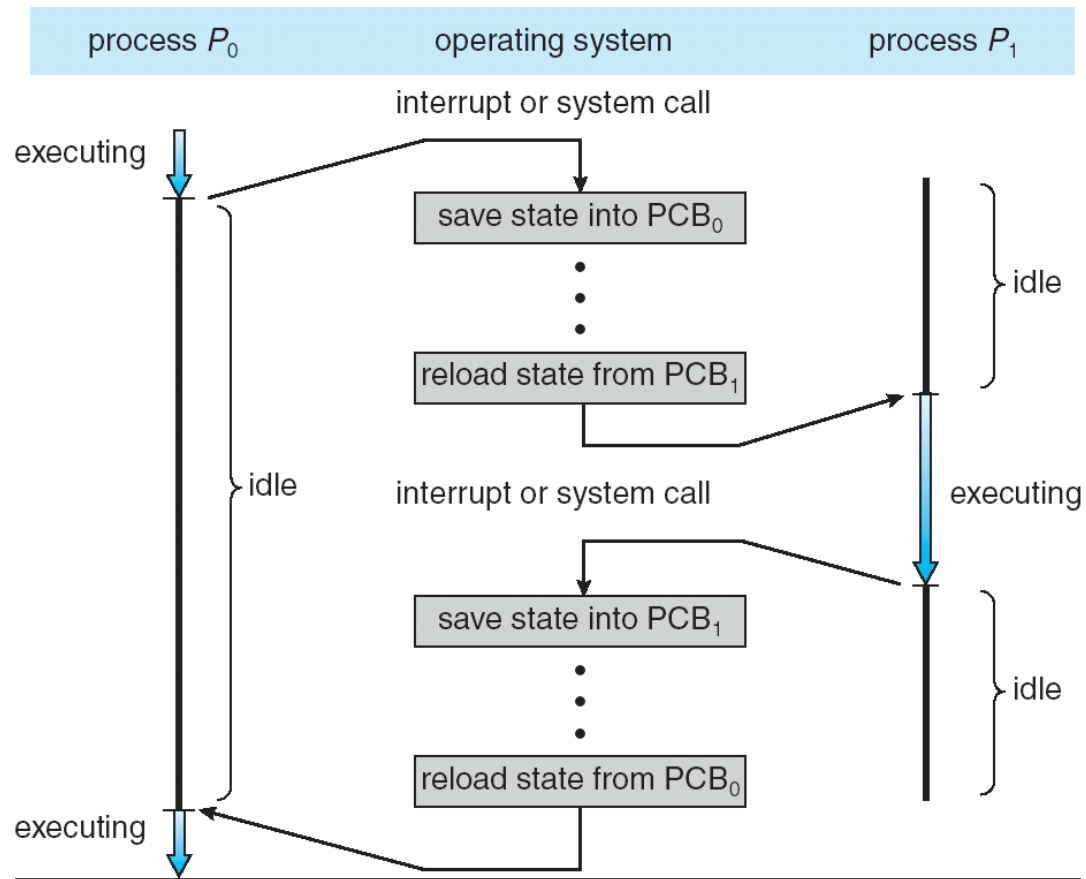 process P₀
operating system
process P₁
interrupt or system call
executing
save state into PCB₀
idle
reload state from PCB₁
idle
interrupt or system call
executing
save state into PCB₁
idle
reload state from PCB₀
executing